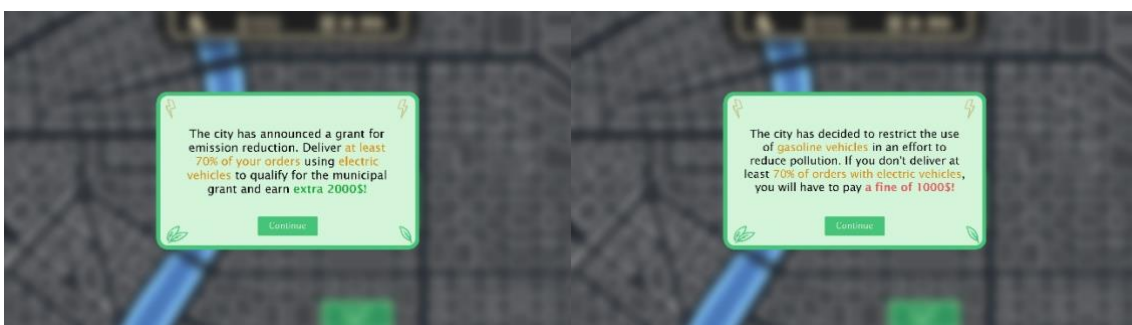 The city has announced a grant for
emission reduction. Deliver at least
70% of your orders using electric
vehicles to qualify for the municipal
grant and earn extra 2000$!
Continue
The city has decided to restrict the use
of gasoline vehicles in an effort to
reduce pollution. If you don't deliver at
least 70% of orders with electric vehicles,
you will have to pay a fine of 1000$!
Continue